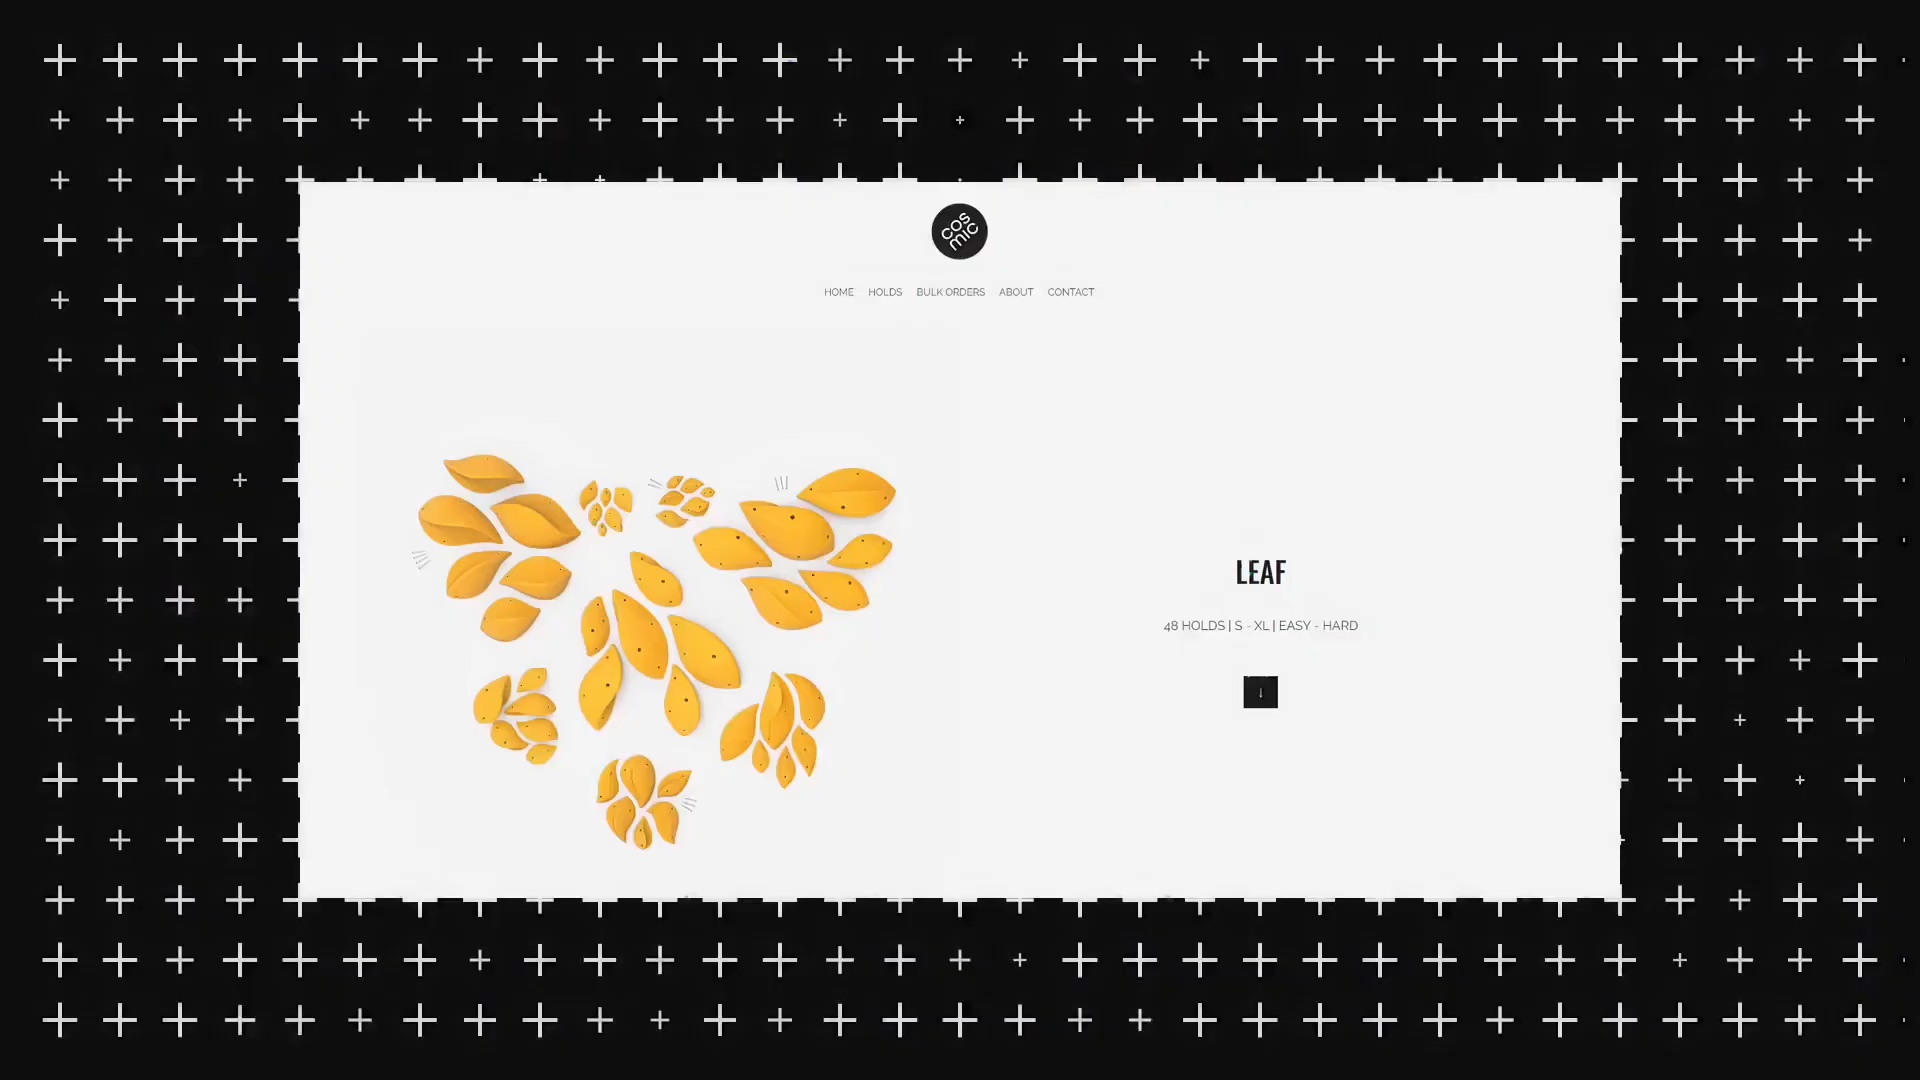 cos
mic
HOME HOLDS BULK ORDERS ABOUT CONTACT
LEAF
48 HOLDS | S - XL | EASY - HARD